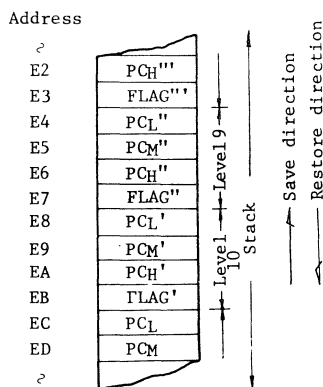 Address
E2 PCH"'
E3 FLAG"'
E4 PCL"
E5 PCM"
E6 PCH"
E7 FLAG"
E8 PCL'
E9 PCM'
EA PCH'
EB FLAG'
EC PCL
ED PCM
Level 9
Level 10
Stack
Save direction
Restore direction